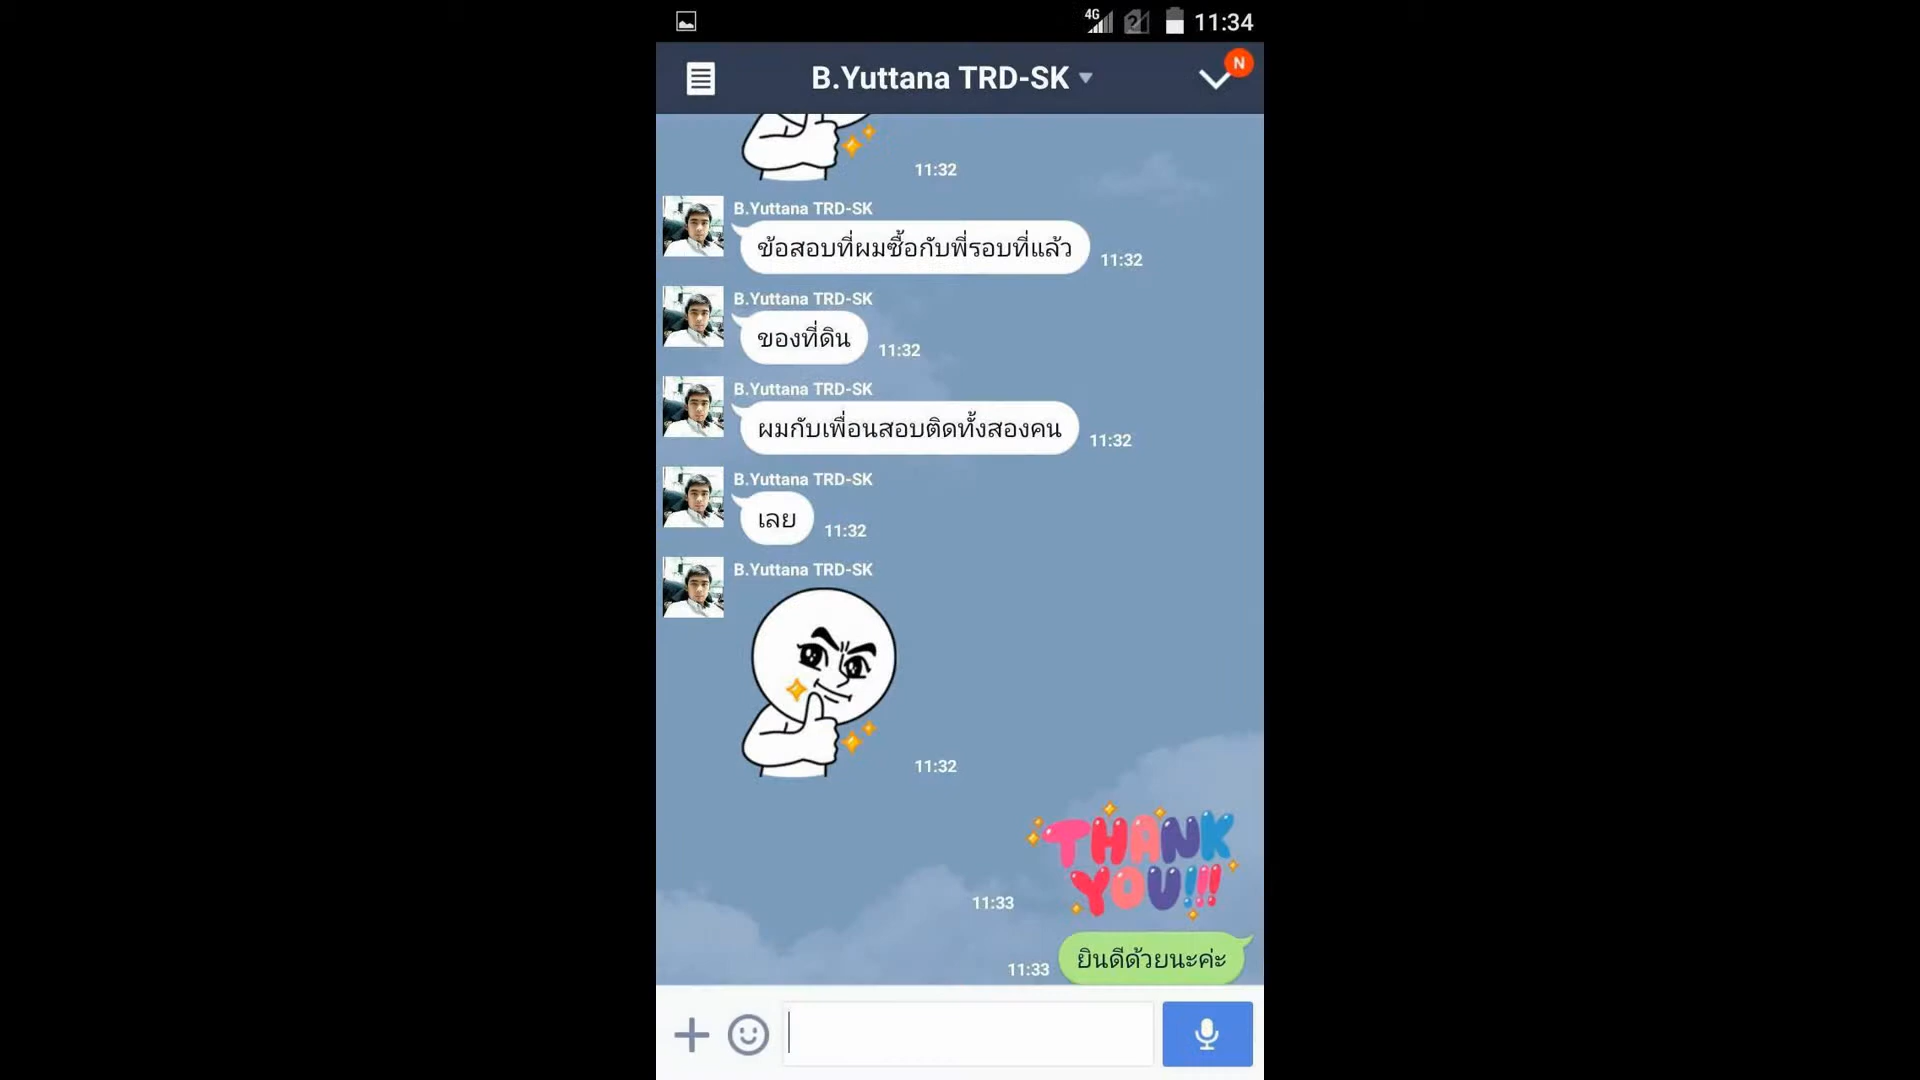 4G 11:34
B.Yuttana TRD-SK
N
11:32
B.Yuttana TRD-SK
ข้อสอบที่ผมซื้อกับพี่รอบที่แล้ว
11:32
B.Yuttana TRD-SK
ของที่ดิน
11:32
B.Yuttana TRD-SK
ผมกับเพื่อนสอบติดทั้งสองคน
11:32
B.Yuttana TRD-SK
เลย
11:32
B.Yuttana TRD-SK
11:32
THANK
YOU!!!
11:33
ยินดีด้วยนะค่ะ
11:33